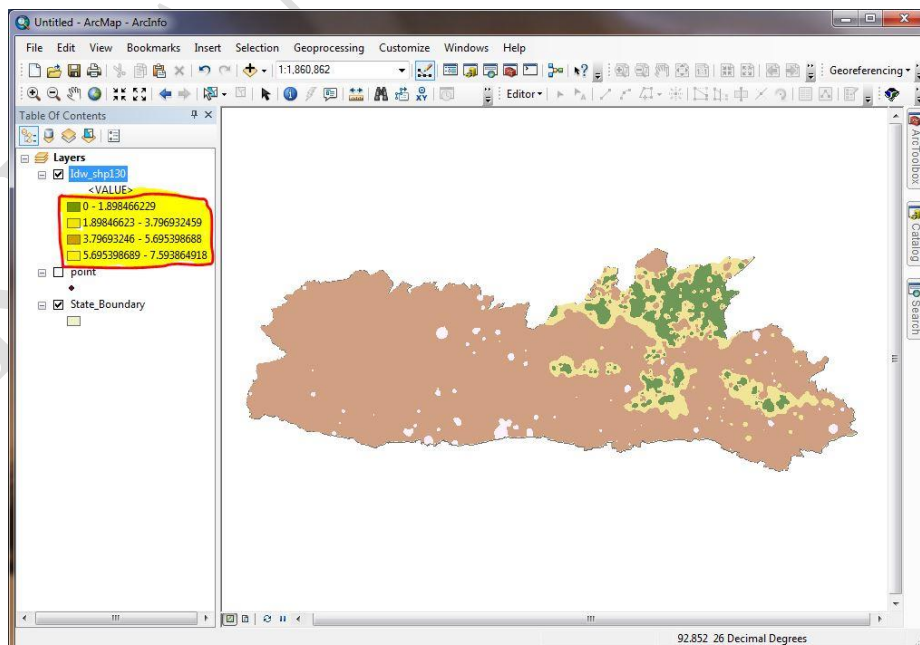 Untitled - ArcMap - ArcInfo
File Edit View Bookmarks Insert Selection Geoprocessing Customize Windows Help
1:1,860,862 Georeferencing
Editor
Table Of Contents
Layers
Idw_shp130
<VALUE>
0 - 1.898466229
1.89846623 - 3.796932459
3.79693246 - 5.695398688
5.695398689 - 7.593864918
point
State_Boundary
ArcToolbox
Catalog
Search
92.852 26 Decimal Degrees